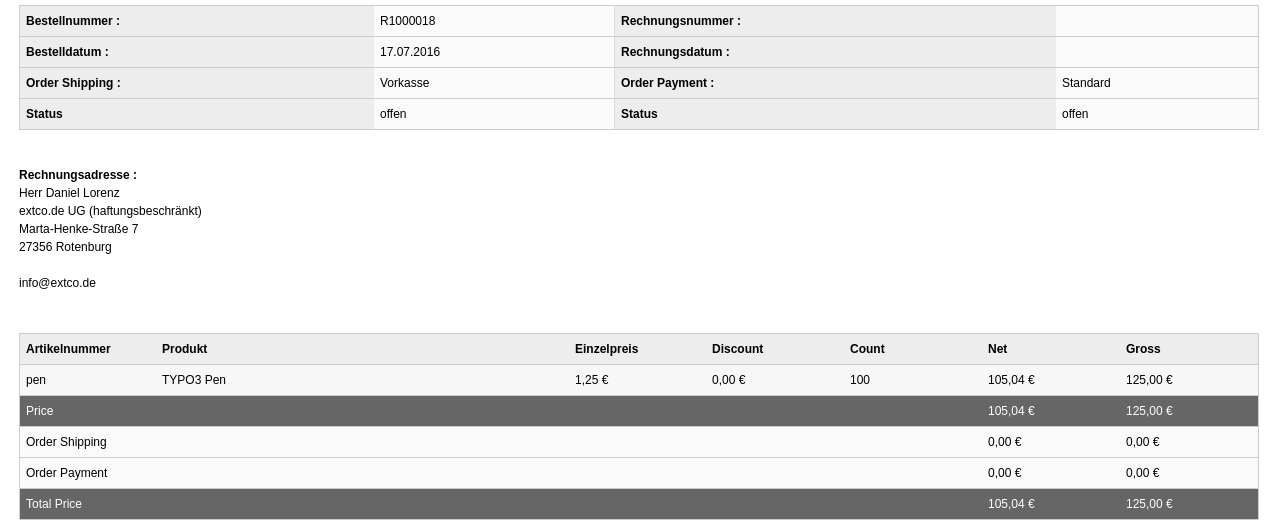 Bestellnummer : R1000018 Rechnungsnummer :
Bestelldatum : 17.07.2016 Rechnungsdatum :
Order Shipping : Vorkasse Order Payment : Standard
Status offen Status offen
Rechnungsadresse :
Herr Daniel Lorenz
extco.de UG (haftungsbeschränkt)
Marta-Henke-Straße 7
27356 Rotenburg
info@extco.de
Artikelnummer Produkt Einzelpreis Discount Count Net Gross
pen TYPO3 Pen 1,25 € 0,00 € 100 105,04 € 125,00 €
Price 105,04 € 125,00 €
Order Shipping 0,00 € 0,00 €
Order Payment 0,00 € 0,00 €
Total Price 105,04 € 125,00 €